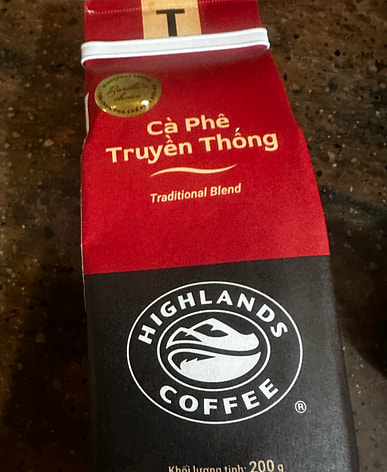 T
Cà Phê
Truyền Thống
Traditional Blend
HIGHLANDS
COFFEE
®
Khối lượng tịnh: 200 g